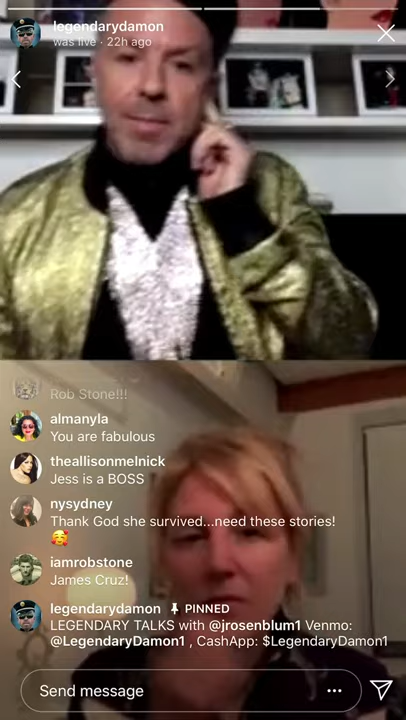 legendarydamon
was live · 22h ago
Rob Stone!!!
almanyla
You are fabulous
theallisonmelnick
Jess is a BOSS
nysydney
Thank God she survived...need these stories!
🥰
iamrobstone
James Cruz!
legendarydamon 📌 PINNED
LEGENDARY TALKS with @jrosenblum1 Venmo:
@LegendaryDamon1 , CashApp: $LegendaryDamon1
Send message